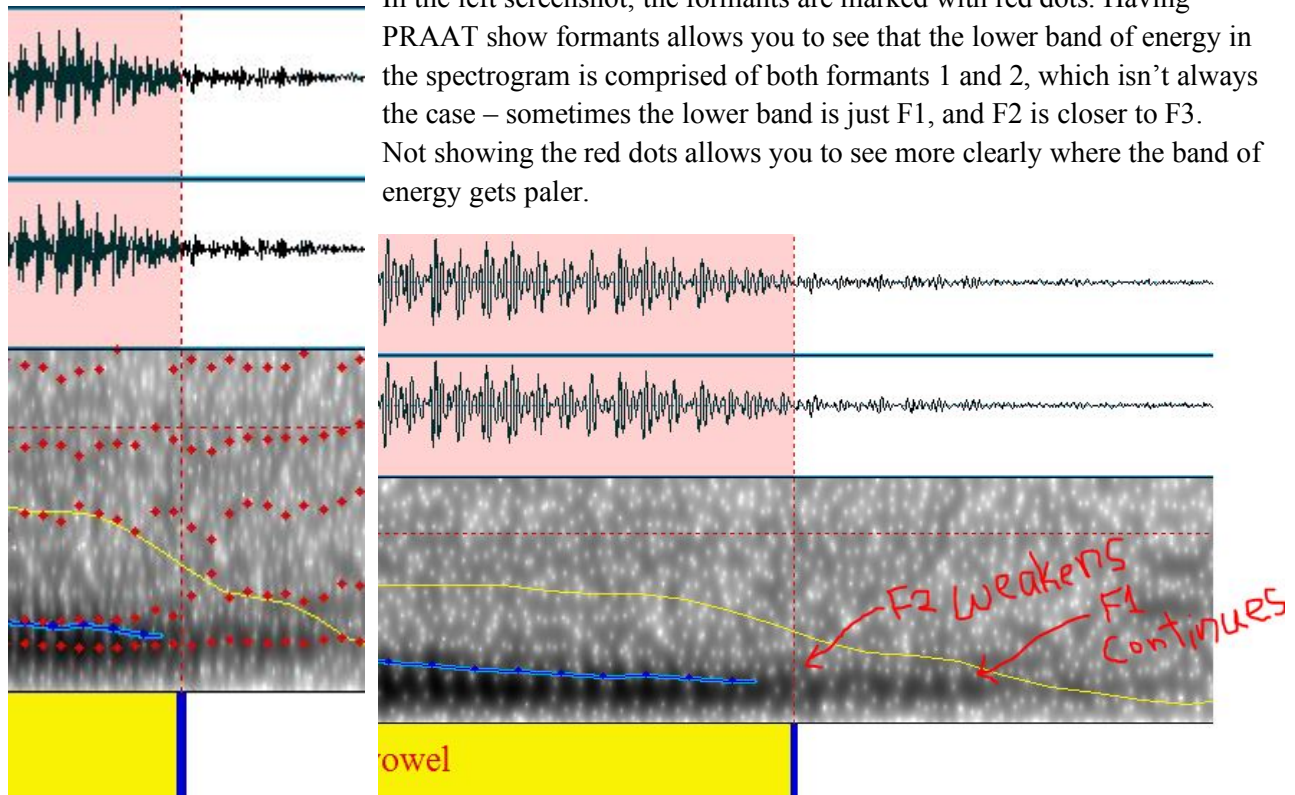 In the left screenshot, the formants are marked with red dots. Having
PRAAT show formants allows you to see that the lower band of energy in
the spectrogram is comprised of both formants 1 and 2, which isn’t always
the case – sometimes the lower band is just F1, and F2 is closer to F3.
Not showing the red dots allows you to see more clearly where the band of
energy gets paler.
F2 weakens
F1
continues
owel